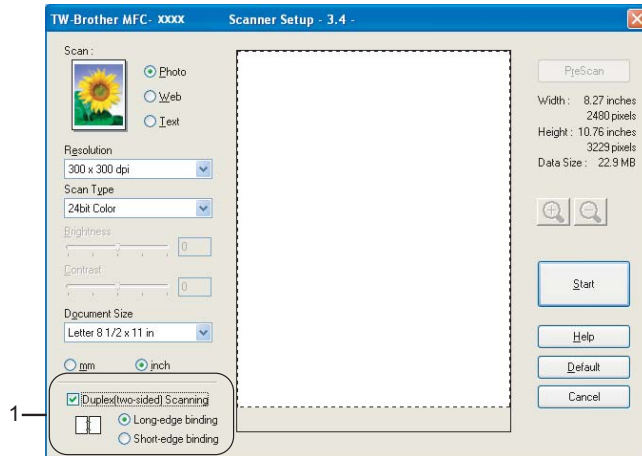 TW-Brother MFC- xxxx Scanner Setup - 3.4 -
Scan :
Photo
Web
Text
Resolution
300 x 300 dpi
Scan Type
24bit Color
Brightness
0
Contrast
0
Document Size
Letter 8 1/2 x 11 in
mm inch
1
Duplex(two-sided) Scanning
Long-edge binding
Short-edge binding
PreScan
Width : 8.27 inches
2480 pixels
Height : 10.76 inches
3229 pixels
Data Size : 22.9 MB
Start
Help
Default
Cancel